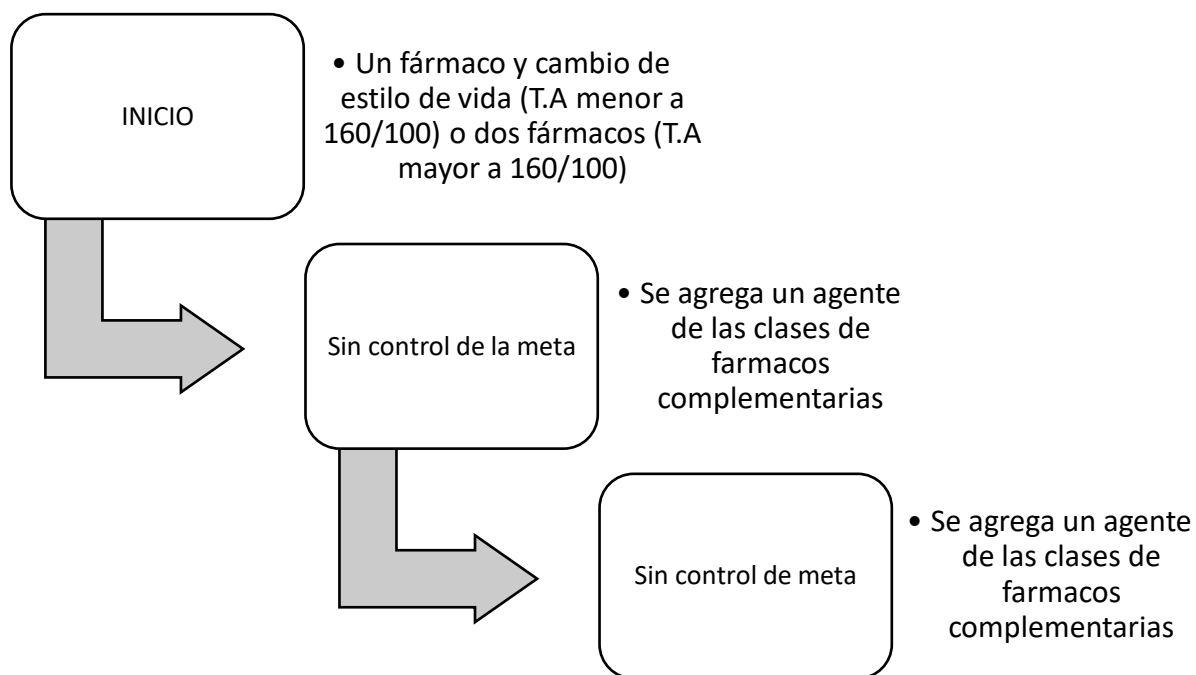 INICIO
• Un fármaco y cambio de
estilo de vida (T.A menor a
160/100) o dos fármacos (T.A
mayor a 160/100)
Sin control de la meta
• Se agrega un agente
de las clases de
farmacos
complementarias
Sin control de meta
• Se agrega un agente
de las clases de
farmacos
complementarias